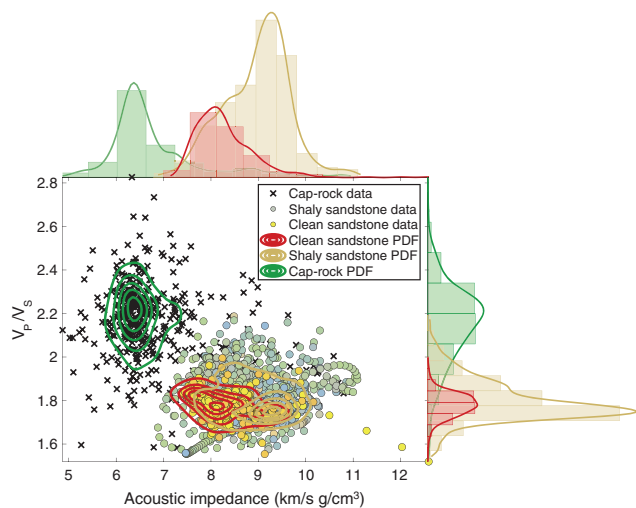 2.8
2.6
2.4
2.2
2
1.8
1.6
V_P/V_S
Cap-rock data
Shaly sandstone data
Clean sandstone data
Clean sandstone PDF
Shaly sandstone PDF
Cap-rock PDF
5 6 7 8 9 10 11 12
Acoustic impedance (km/s g/cm³)